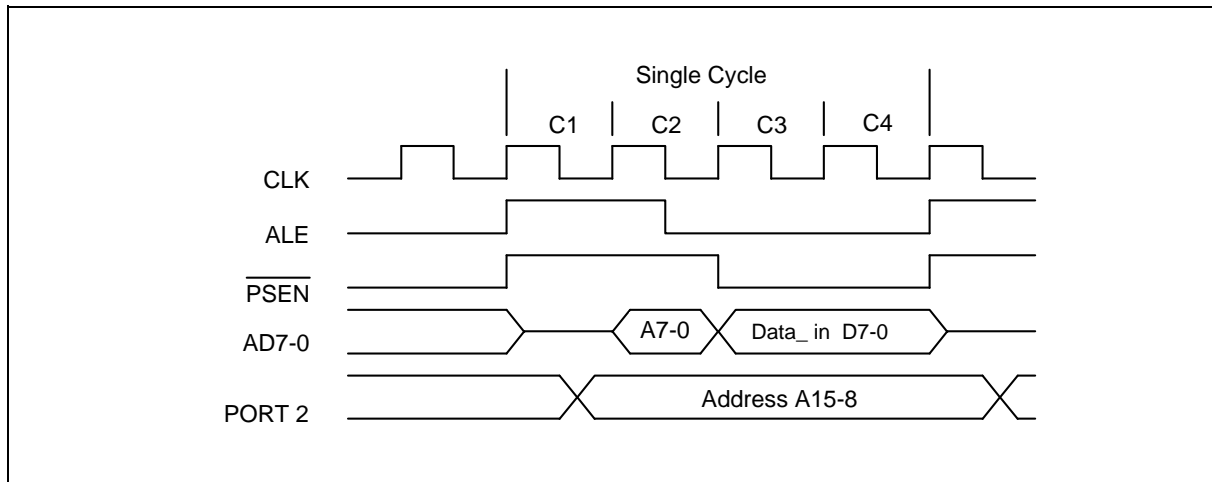 Single Cycle
C1 C2 C3 C4
CLK
ALE
PSEN
AD7-0 A7-0 Data_ in D7-0
PORT 2 Address A15-8